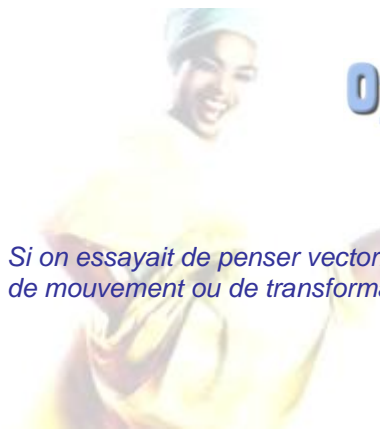 Si on essayait de penser vector
de mouvement ou de transforma